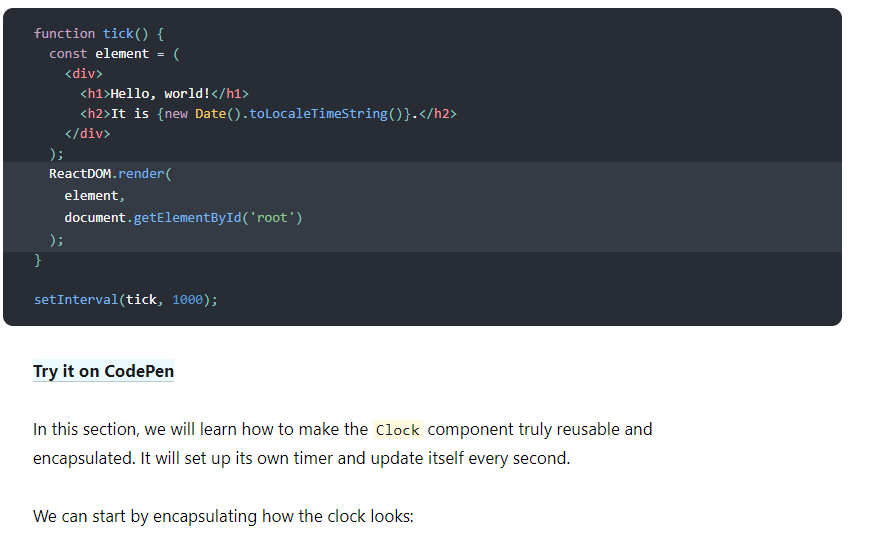 function tick() {
  const element = (
    <div>
      <h1>Hello, world!</h1>
      <h2>It is {new Date().toLocaleTimeString()}.</h2>
    </div>
  );
  ReactDOM.render(
    element,
    document.getElementById('root')
  );
}
setInterval(tick, 1000);
Try it on CodePen
In this section, we will learn how to make the Clock component truly reusable and
encapsulated. It will set up its own timer and update itself every second.
We can start by encapsulating how the clock looks: